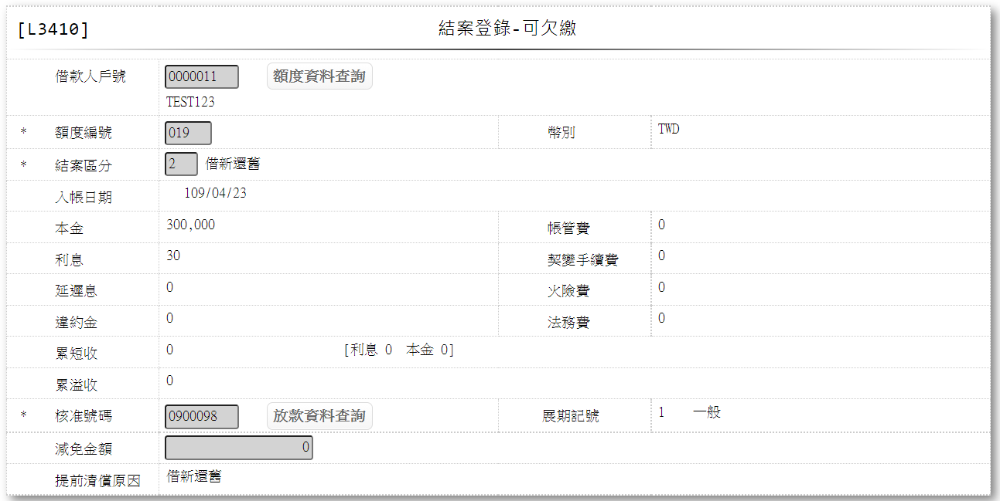 [L3410] 結案登錄-可欠繳
借款人戶號 0000011 額度資料查詢
TEST123
* 額度編號 019 幣別 TWD
* 結案區分 2 借新還舊
入帳日期 109/04/23
本金 300,000 帳管費 0
利息 30 契變手續費 0
延遲息 0 火險費 0
違約金 0 法務費 0
累短收 0 [利息 0 本金 0]
累溢收 0
* 核准號碼 0900098 放款資料查詢 展期記號 1 一般
減免金額 0
提前清償原因 借新還舊